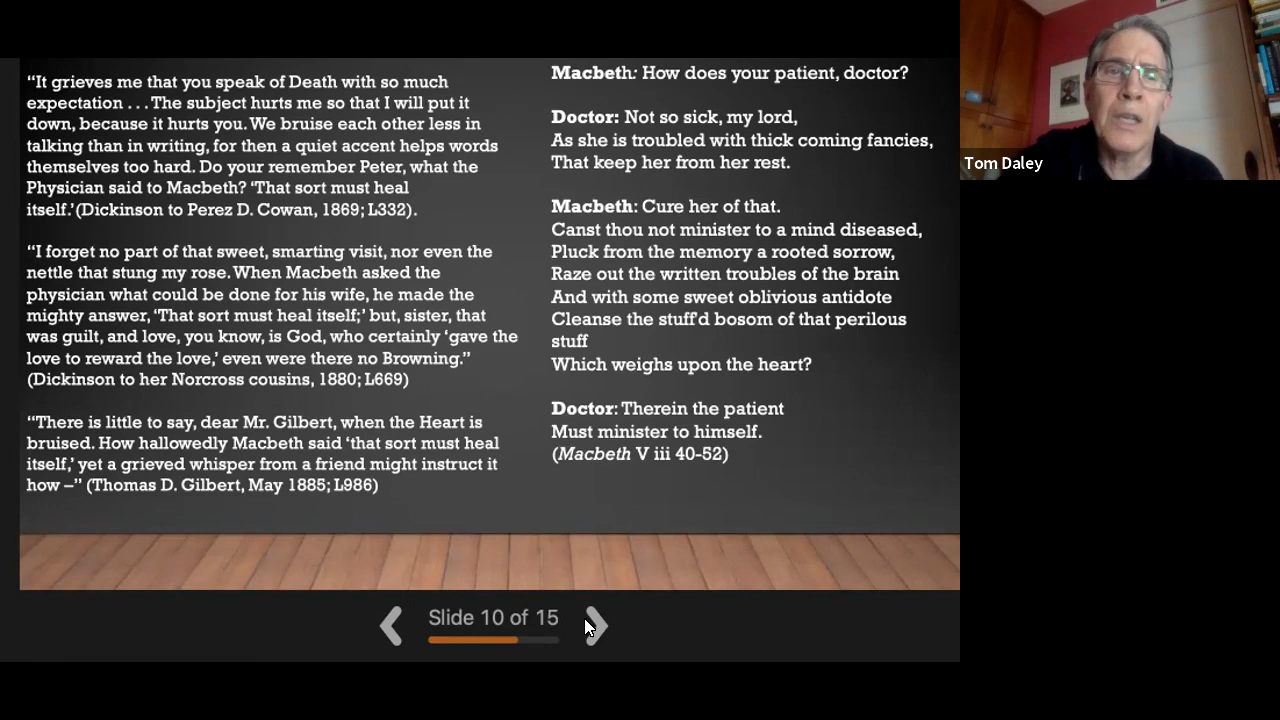 “It grieves me that you speak of Death with so much
expectation . . . The subject hurts me so that I will put it
down, because it hurts you. We bruise each other less in
talking than in writing, for then a quiet accent helps words
themselves too hard. Do your remember Peter, what the
Physician said to Macbeth? ‘That sort must heal
itself.’(Dickinson to Perez D. Cowan, 1869; L332).
“I forget no part of that sweet, smarting visit, nor even the
nettle that stung my rose. When Macbeth asked the
physician what could be done for his wife, he made the
mighty answer, ‘That sort must heal itself;’ but, sister, that
was guilt, and love, you know, is God, who certainly ‘gave the
love to reward the love,’ even were there no Browning.”
(Dickinson to her Norcross cousins, 1880; L669)
“There is little to say, dear Mr. Gilbert, when the Heart is
bruised. How hallowedly Macbeth said ‘that sort must heal
itself,’ yet a grieved whisper from a friend might instruct it
how –” (Thomas D. Gilbert, May 1885; L986)
Macbeth: How does your patient, doctor?
Doctor: Not so sick, my lord,
As she is troubled with thick coming fancies,
That keep her from her rest.
Macbeth: Cure her of that.
Canst thou not minister to a mind diseased,
Pluck from the memory a rooted sorrow,
Raze out the written troubles of the brain
And with some sweet oblivious antidote
Cleanse the stuff'd bosom of that perilous
stuff
Which weighs upon the heart?
Doctor: Therein the patient
Must minister to himself.
(Macbeth V iii 40-52)
Tom Daley
Slide 10 of 15